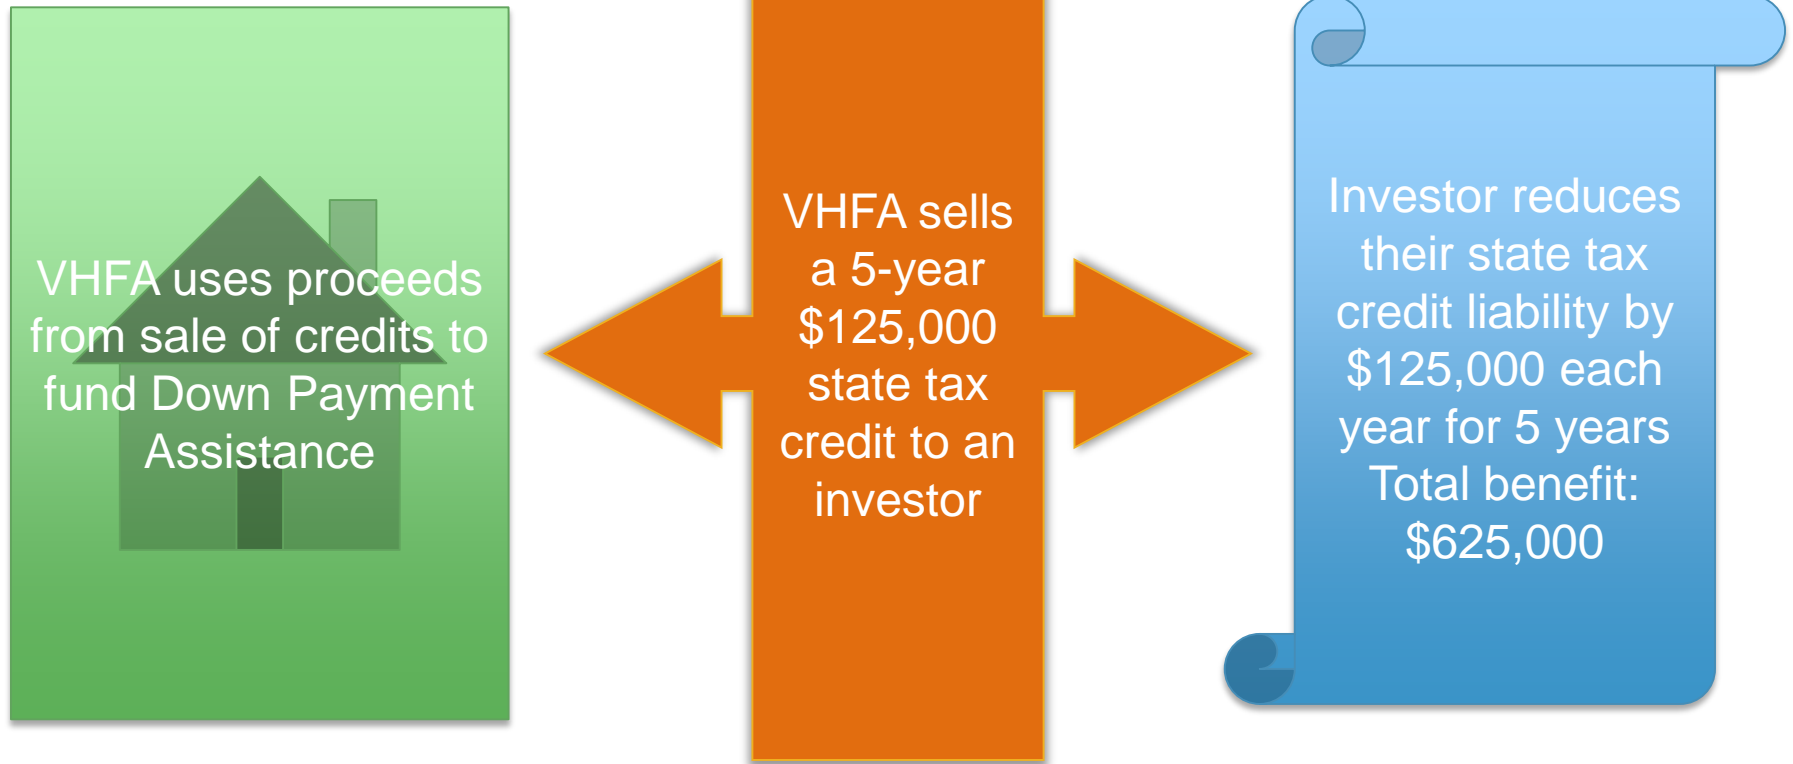 VHFA uses proceeds
from sale of credits to
fund Down Payment
Assistance
VHFA sells
a 5-year
$125,000
state tax
credit to an
investor
Investor reduces
their state tax
credit liability by
$125,000 each
year for 5 years
Total benefit:
$625,000